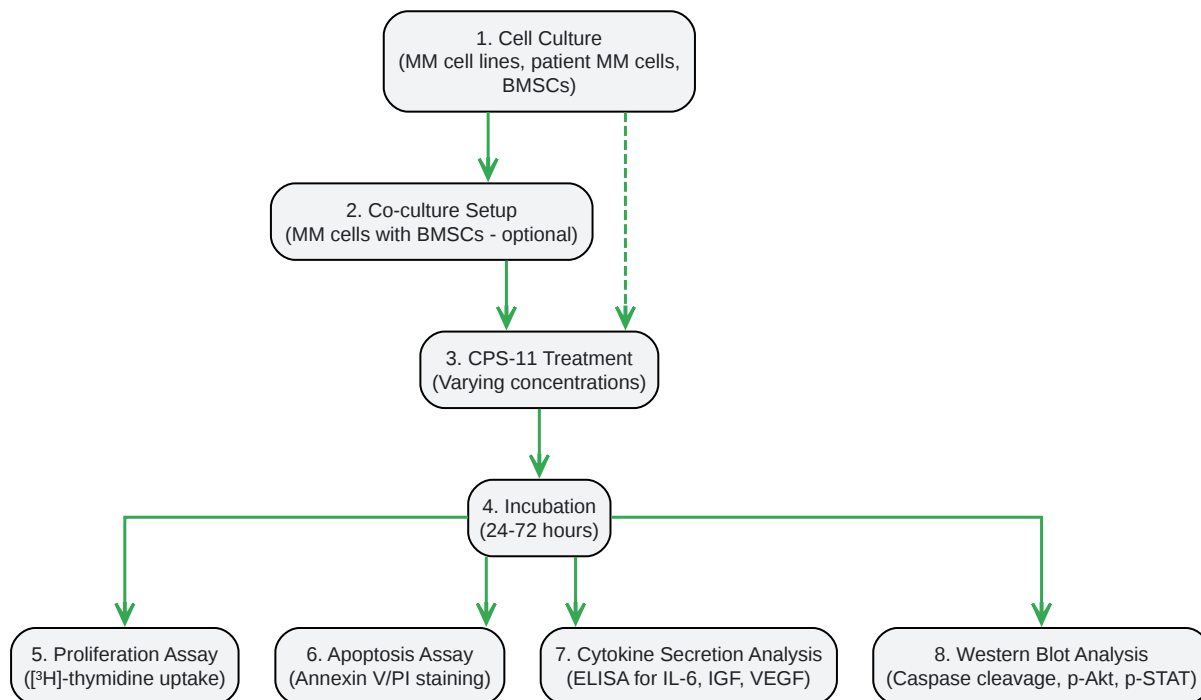 1. Cell Culture
(MM cell lines, patient MM cells,
BMSCs)
2. Co-culture Setup
(MM cells with BMSCs - optional)
3. CPS-11 Treatment
(Varying concentrations)
4. Incubation
(24-72 hours)
5. Proliferation Assay
([³H]-thymidine uptake)
6. Apoptosis Assay
(Annexin V/PI staining)
7. Cytokine Secretion Analysis
(ELISA for IL-6, IGF, VEGF)
8. Western Blot Analysis
(Caspase cleavage, p-Akt, p-STAT)